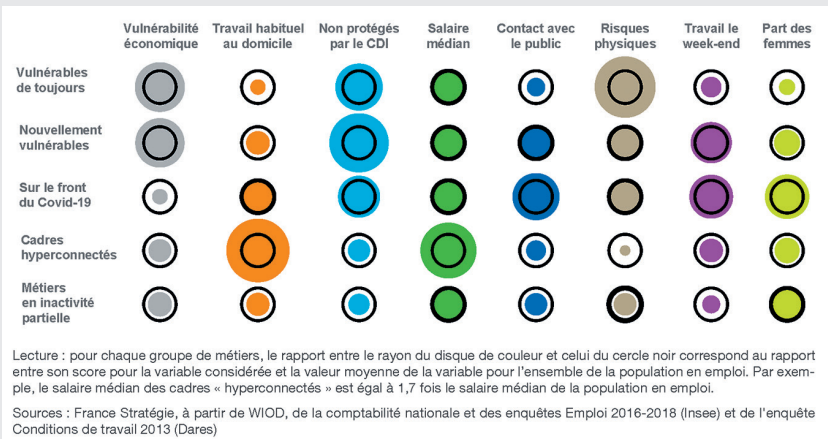 Vulnérabilité économique
Travail habituel au domicile
Non protégés par le CDI
Salaire médian
Contact avec le public
Risques physiques
Travail le week-end
Part des femmes
Vulnérables
de toujours
Nouvellement
vulnérables
Sur le front
du Covid-19
Cadres
hyperconnectés
Métiers
en inactivité
partielle
Lecture : pour chaque groupe de métiers, le rapport entre le rayon du disque de couleur et celui du cercle noir correspond au rapport
entre son score pour la variable considérée et la valeur moyenne de la variable pour l'ensemble de la population en emploi. Par exem-
ple, le salaire médian des cadres « hyperconnectés » est égal à 1,7 fois le salaire médian de la population en emploi.
Sources : France Stratégie, à partir de WIOD, de la comptabilité nationale et des enquêtes Emploi 2016-2018 (Insee) et de l'enquête
Conditions de travail 2013 (Dares)